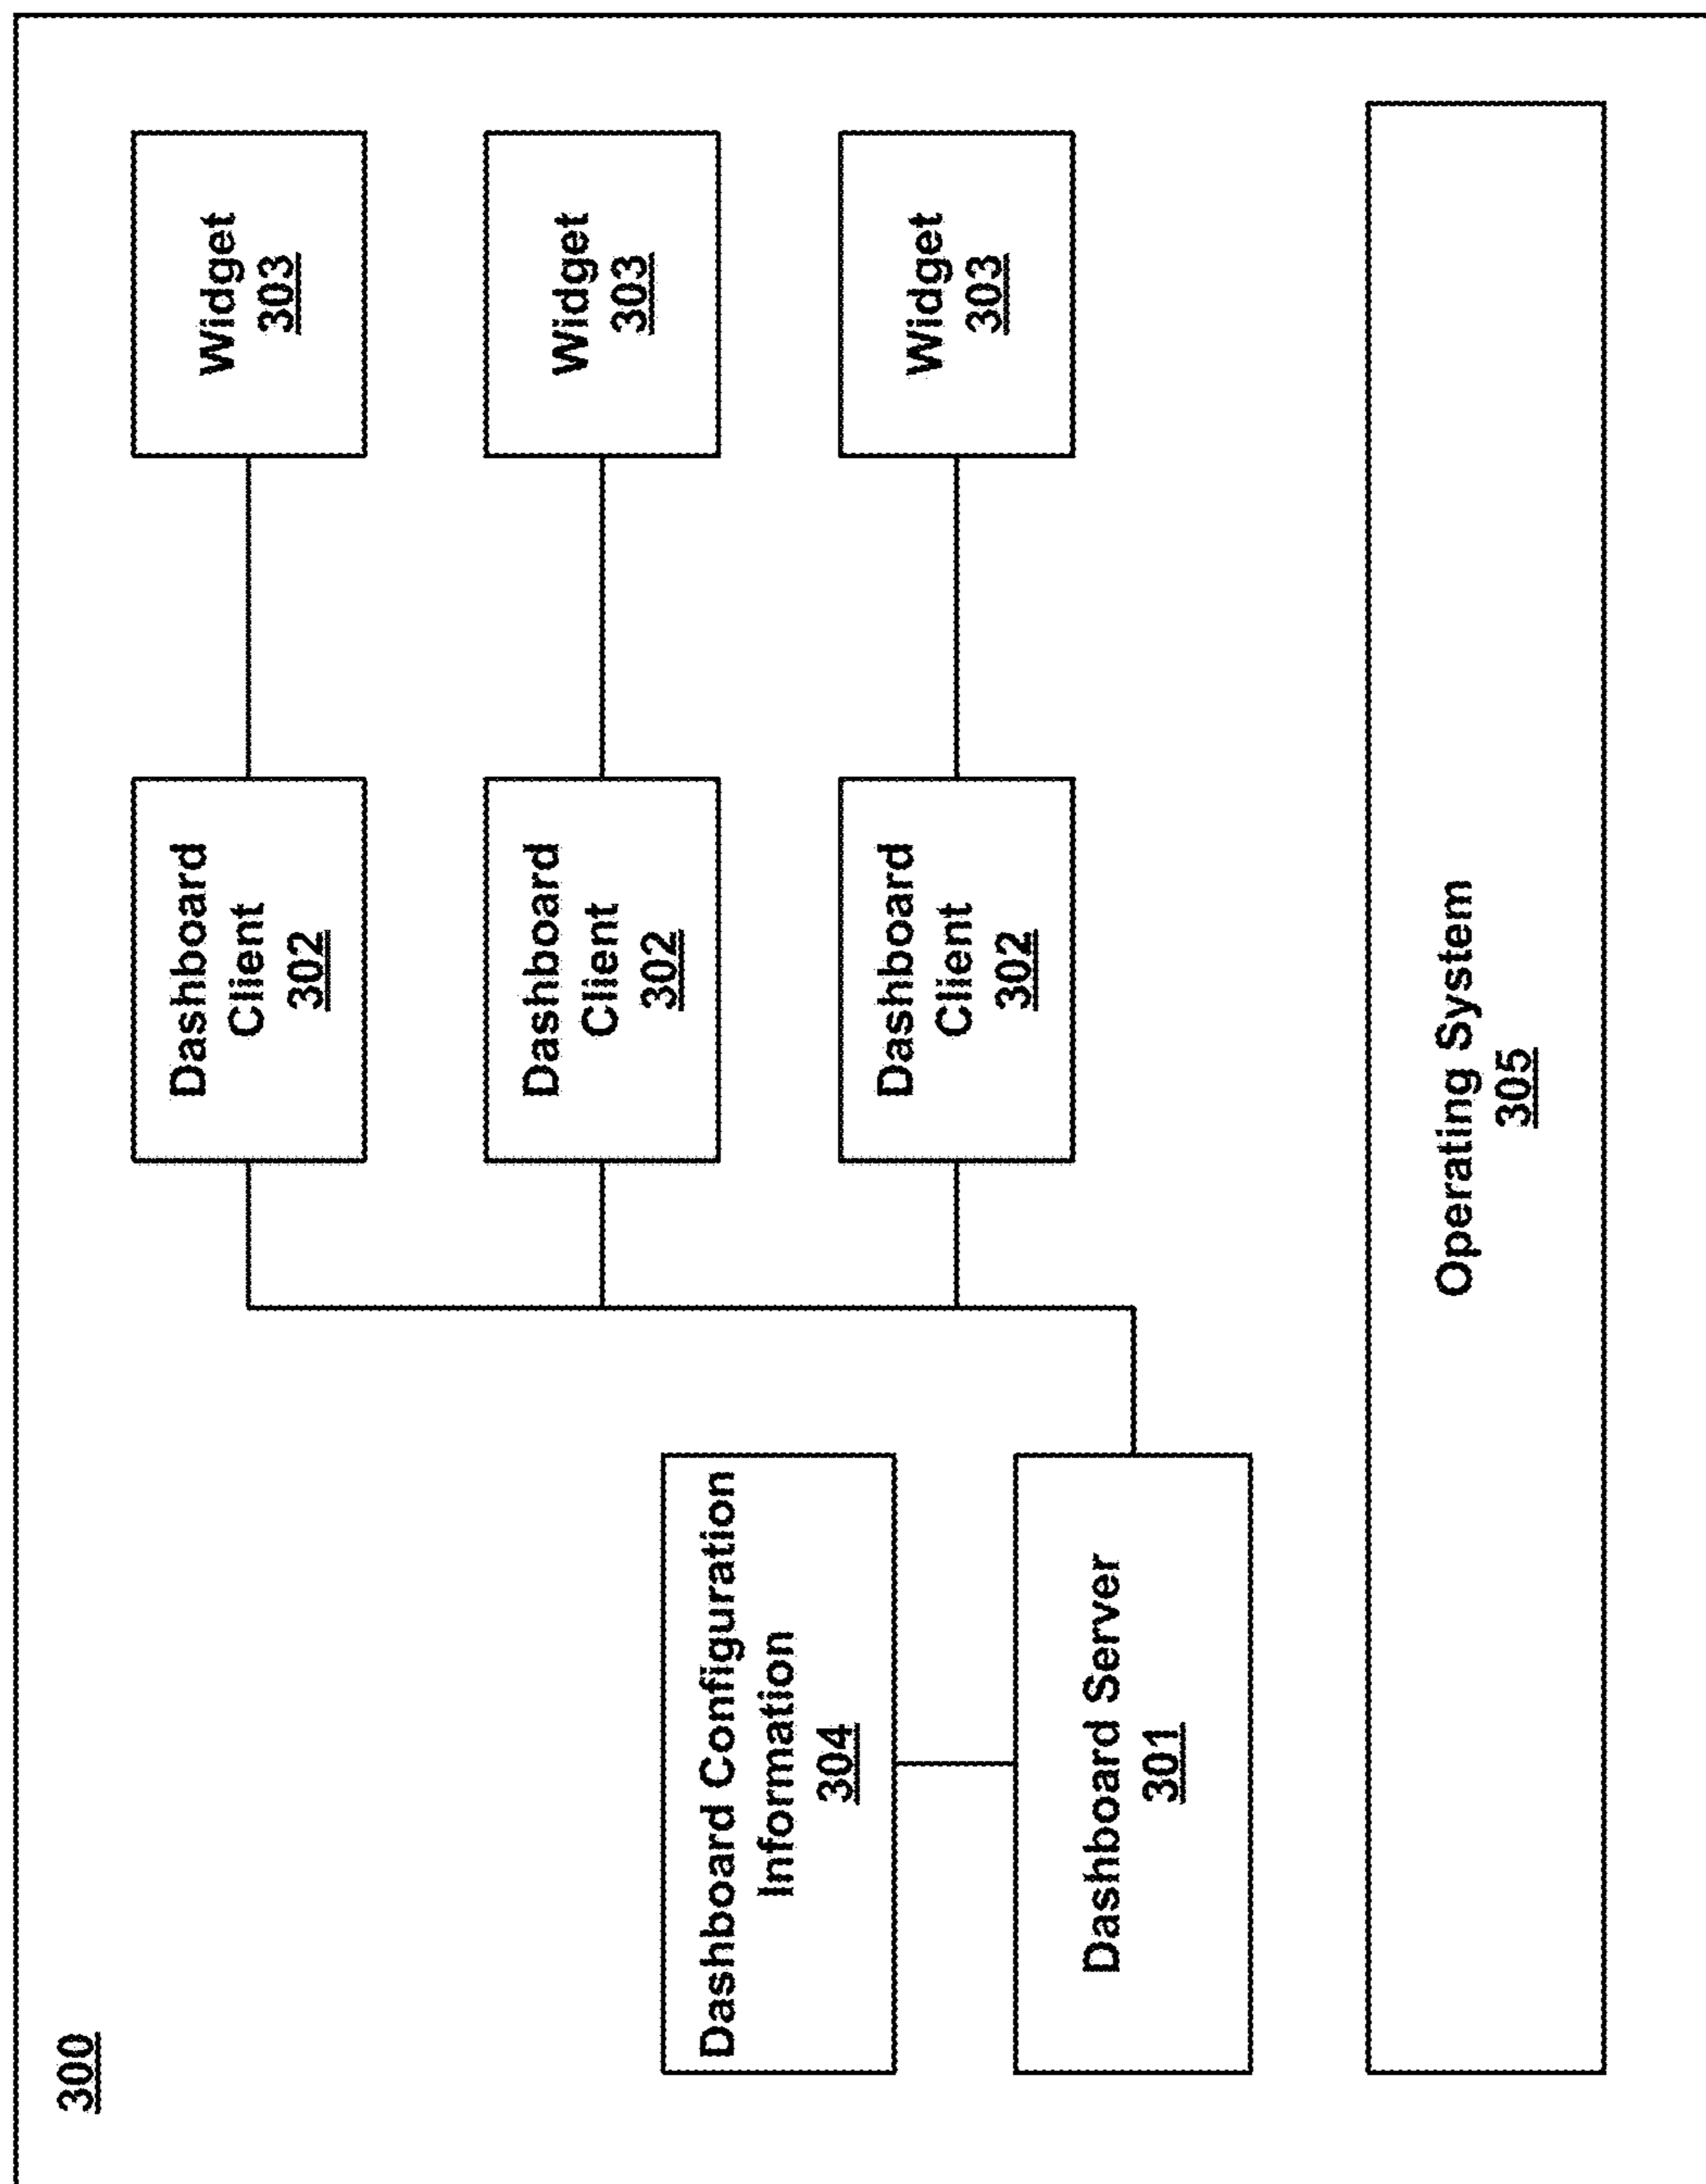 300
Dashboard
Client
302
Widget
303
Dashboard
Client
302
Widget
303
Dashboard Configuration
Information
304
Dashboard
Client
302
Widget
303
Dashboard Server
301
Operating System
305